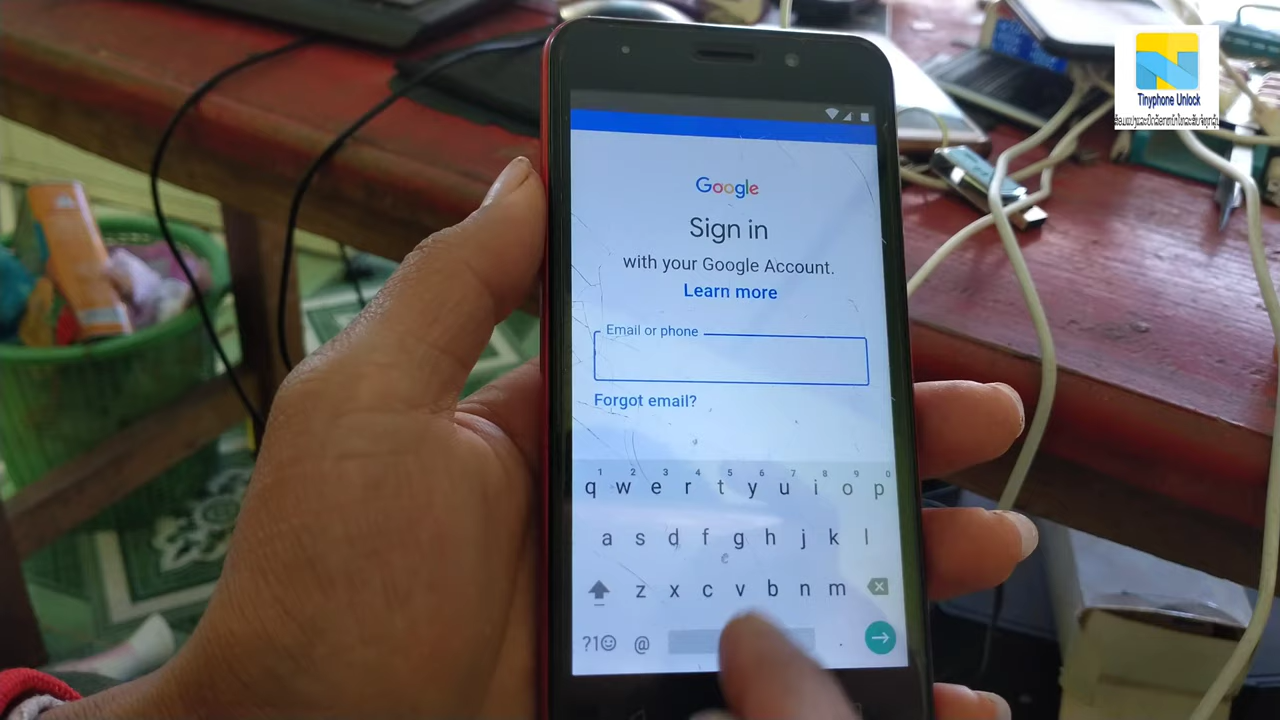 Tinyphone Unlock
Google
Sign in
with your Google Account.
Learn more
Email or phone
Forgot email?
1 2 3 4 5 6 7 8 9 0
q w e r t y u i o p
a s d f g h j k l
z x c v b n m
?1☺ @ .